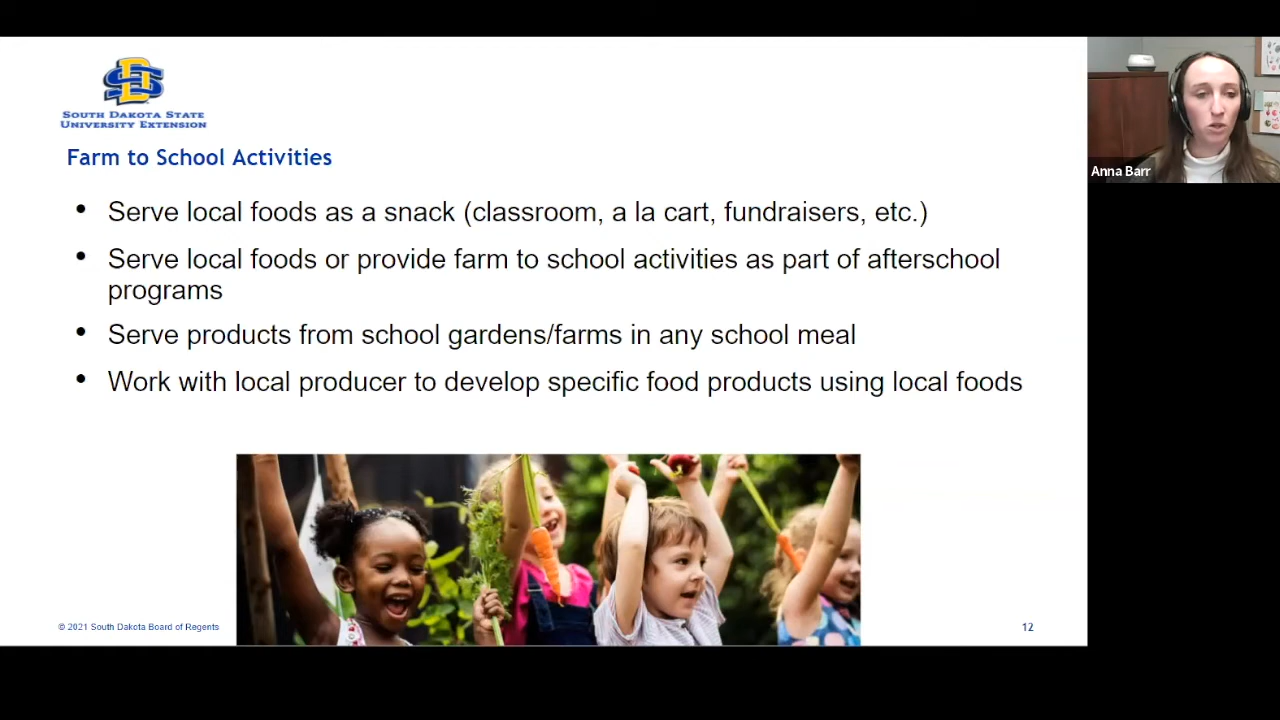 SOUTH DAKOTA STATE
UNIVERSITY EXTENSION
Farm to School Activities
• Serve local foods as a snack (classroom, a la cart, fundraisers, etc.)
• Serve local foods or provide farm to school activities as part of afterschool
programs
• Serve products from school gardens/farms in any school meal
• Work with local producer to develop specific food products using local foods
© 2021 South Dakota Board of Regents
12
Anna Barr